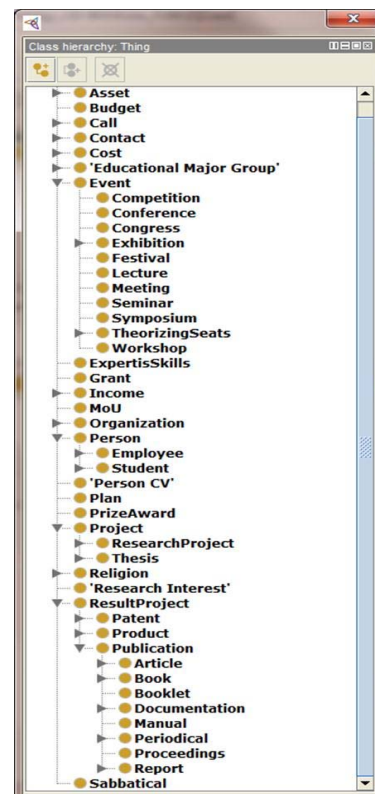 Class hierarchy: Thing
Asset
Budget
Call
Contact
Cost
'Educational Major Group'
Event
Competition
Conference
Congress
Exhibition
Festival
Lecture
Meeting
Seminar
Symposium
TheorizingSeats
Workshop
ExpertisSkills
Grant
Income
MoU
Organization
Person
Employee
Student
'Person CV'
Plan
PrizeAward
Project
ResearchProject
Thesis
Religion
'Research Interest'
ResultProject
Patent
Product
Publication
Article
Book
Booklet
Documentation
Manual
Periodical
Proceedings
Report
Sabbatical